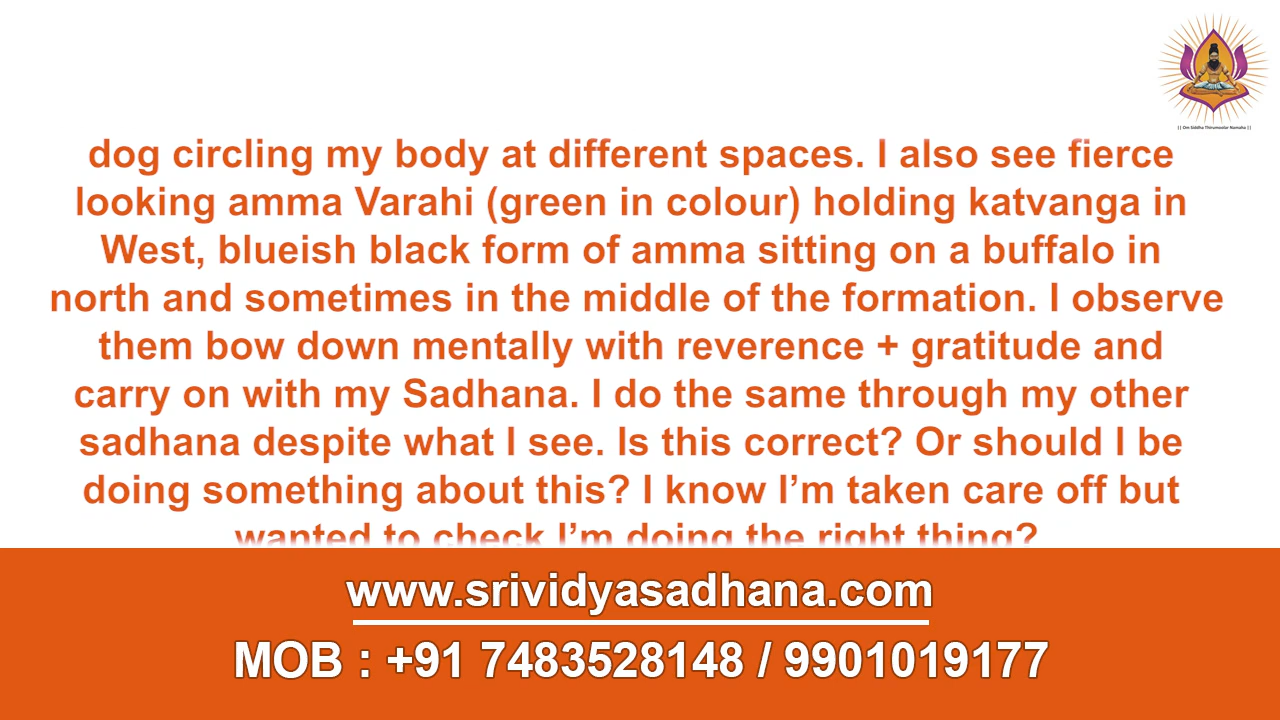 || Om Siddha Thirumoolar Namaha ||
dog circling my body at different spaces. I also see fierce
looking amma Varahi (green in colour) holding katvanga in
West, blueish black form of amma sitting on a buffalo in
north and sometimes in the middle of the formation. I observe
them bow down mentally with reverence + gratitude and
carry on with my Sadhana. I do the same through my other
sadhana despite what I see. Is this correct? Or should I be
doing something about this? I know I’m taken care off but
wanted to check I’m doing the right thing?
www.srividyasadhana.com
MOB : +91 7483528148 / 9901019177